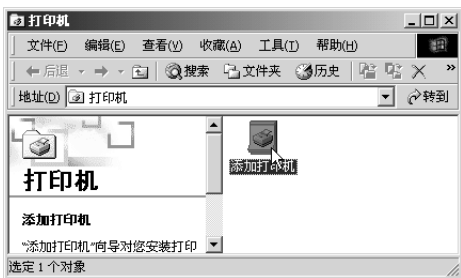 打印机
文件(F) 编辑(E) 查看(V) 收藏(A) 工具(T) 帮助(H)
后退 搜索 文件夹 历史 »
地址(D) 打印机 转到
打印机
添加打印机
添加打印机
“添加打印机”向导对您安装打印
选定 1 个对象